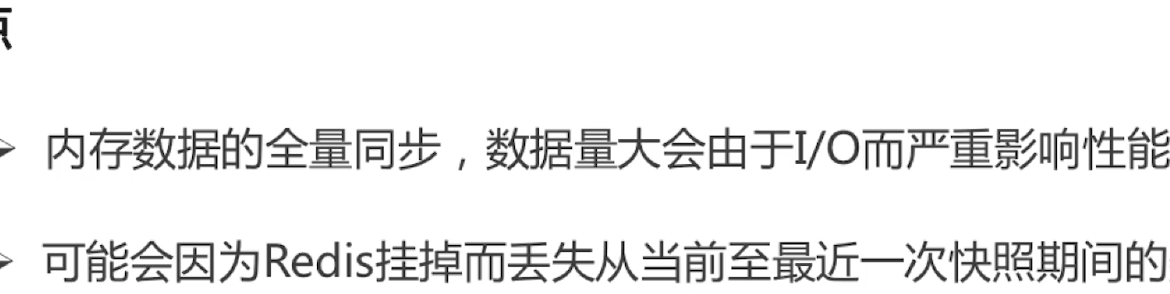 点
内存数据的全量同步，数据量大会由于I/O而严重影响性能
可能会因为Redis挂掉而丢失从当前至最近一次快照期间的